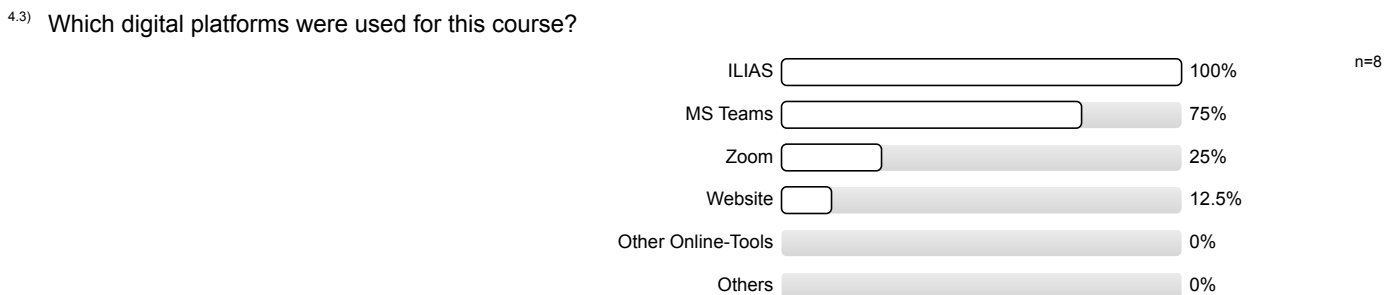 4.3) Which digital platforms were used for this course?
n=8
ILIAS 100%
MS Teams 75%
Zoom 25%
Website 12.5%
Other Online-Tools 0%
Others 0%